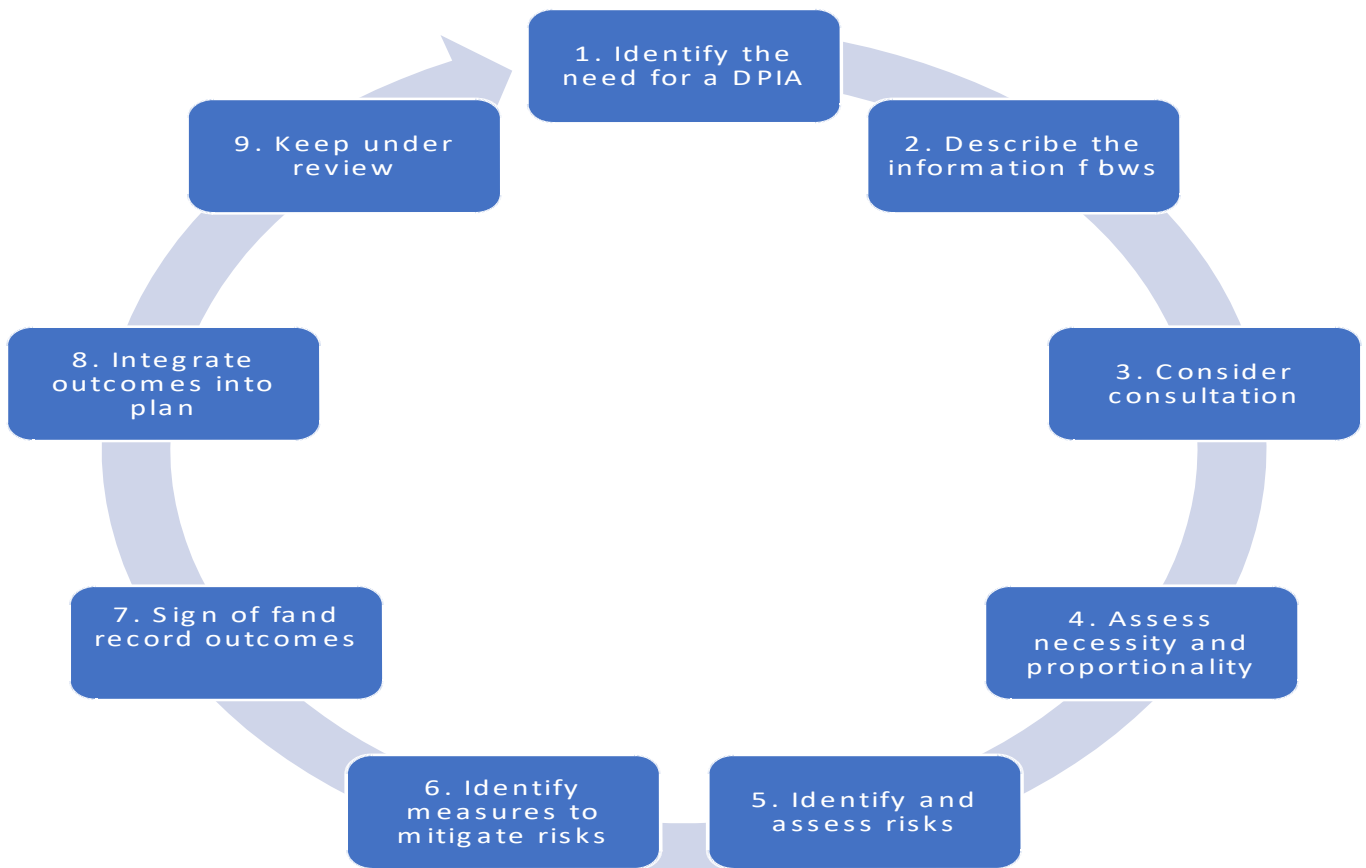 1. Identify the
need for a DPIA
2. Describe the
information f bws
3. Consider
consultation
4. Assess
necessity and
proportionality
5. Identify and
assess risks
6. Identify
measures to
mitigate risks
7. Sign of fand
record outcomes
8. Integrate
outcomes into
plan
9. Keep under
review